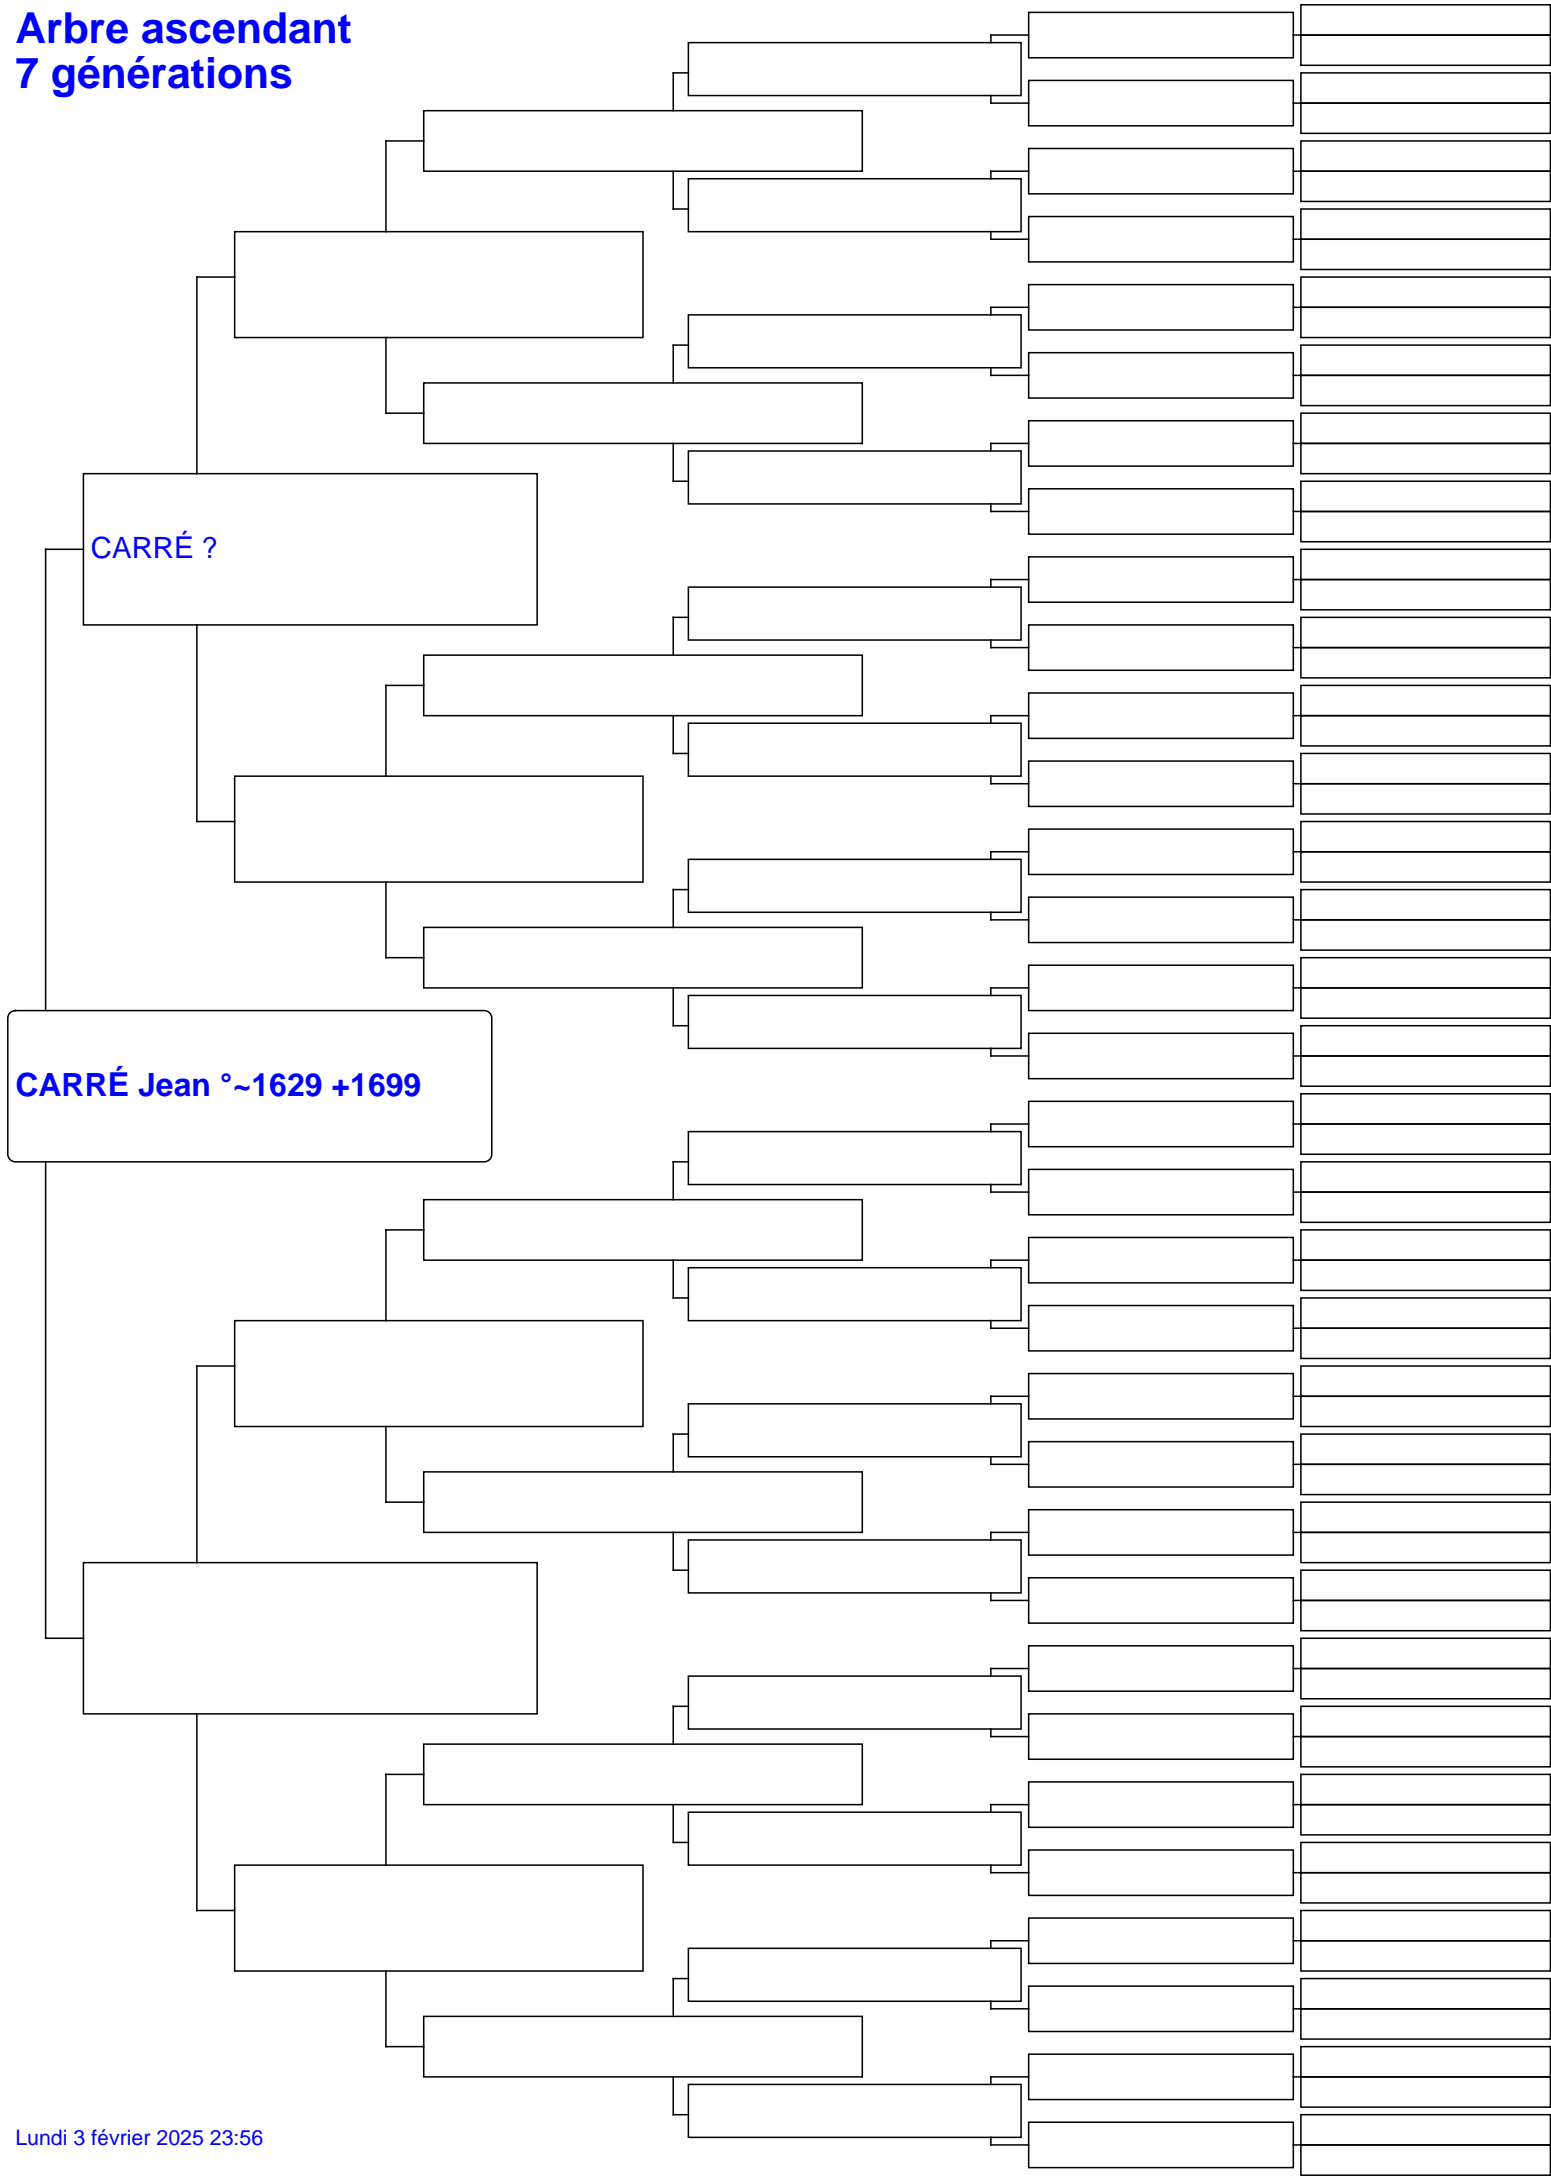 Arbre ascendant
7 générations
CARRÉ ?
CARRÉ Jean °~1629 +1699
Lundi 3 février 2025 23:56